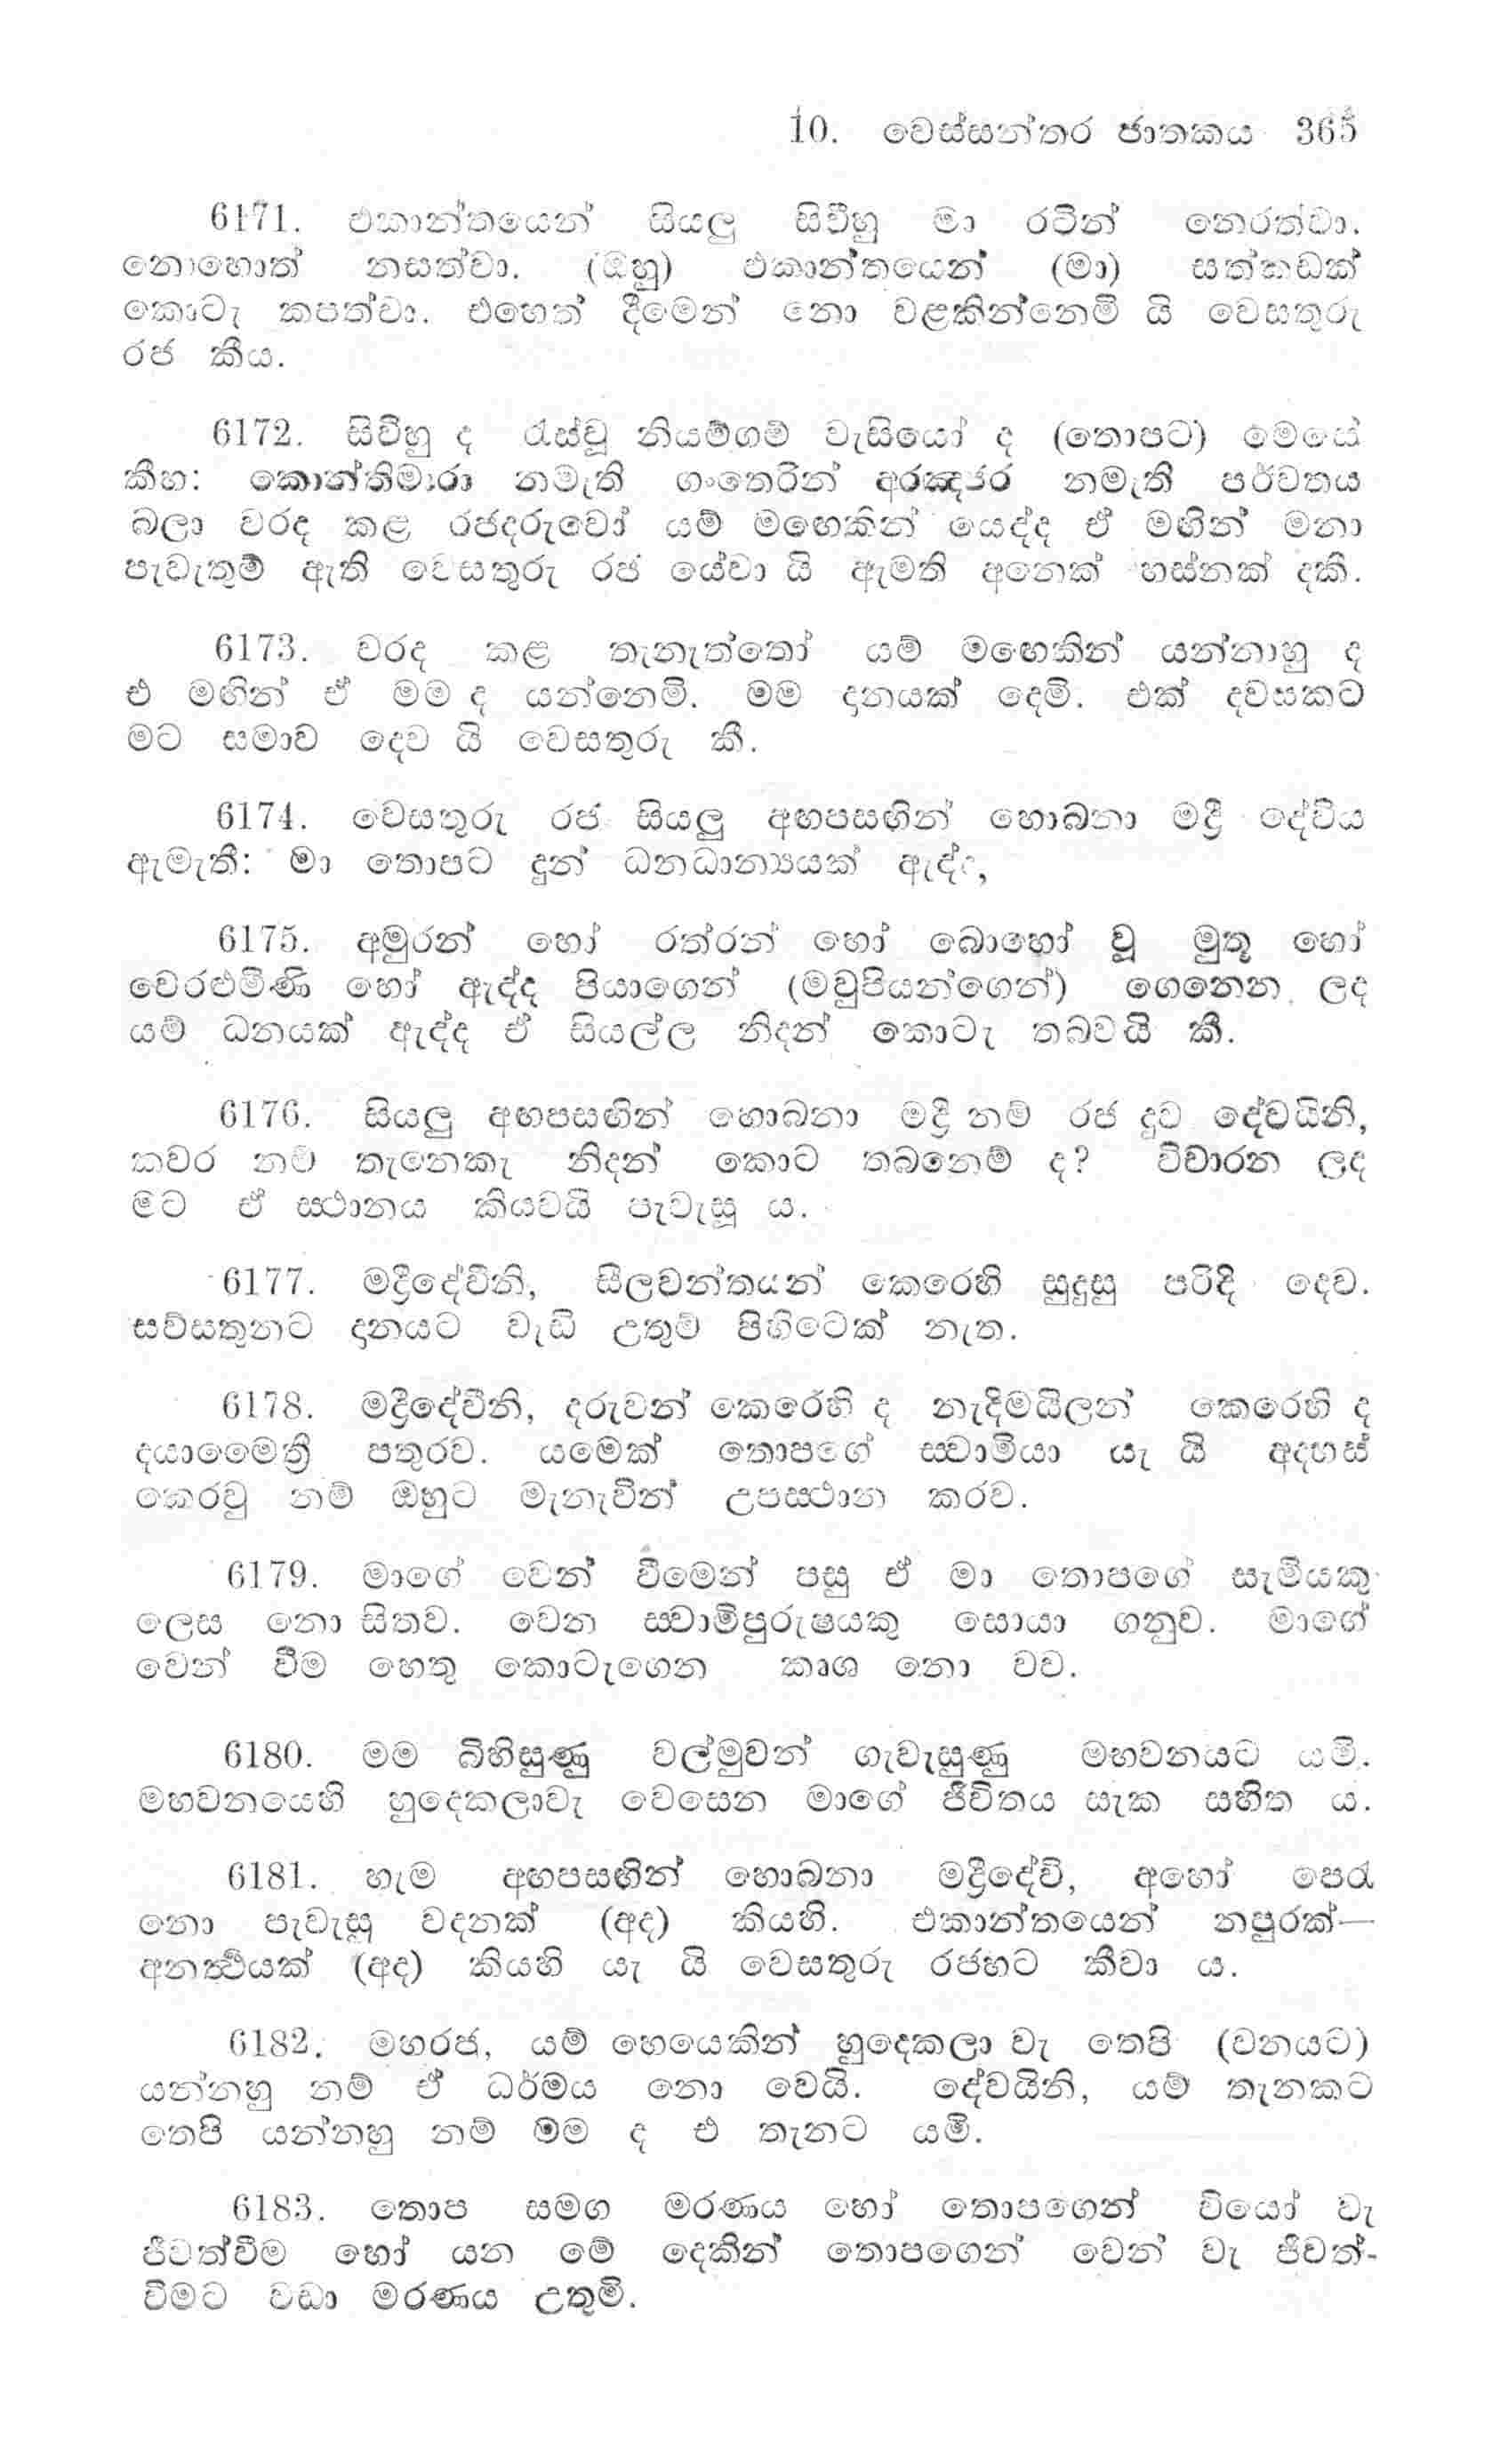 10. වෙස්සන්තර ජාතකය 365
6171. එකාන්තයෙන් සියලු සිවීහු මා රටින් නෙරත්වා.
නොහොත් නසත්වා. (ඔහු) එකාන්තයෙන් (මා) සත්කඩක්
කොටැ කපත්වා. එහෙත් දීමෙන් නො වළකින්නෙමි යි වෙසතුරු
රජ කීය.
6172. සිවීහු ද රැස්වූ නියම්ගම් වැසියෝ ද (තොපට) මෙසේ
කීහ: කොන්තිමාරා නමැති ගංතෙරින් අරඤ්ජර නමැති පර්වතය
බලා වරද කළ රජදරුවෝ යම් මඟෙකින් යෙද්ද ඒ මඟින් මනා
පැවැතුම් ඇති වෙසතුරු රජ යේවා යි ඇමති අනෙක් හස්නක් දකි.
6173. වරද කළ තැනැත්තෝ යම් මඟෙකින් යන්නාහු ද
එ මඟින් ඒ මම ද යන්නෙමි. මම දානයක් දෙමි. එක් දවසකට
මට සමාව දෙව යි වෙසතුරු කී.
6174. වෙසතුරු රජ සියලු අඟපසඟින් හොබනා මද්‍රී දේවිය
ඇමැතී: මා තොපට දුන් ධනධාන්‍යයක් ඇද්ද,
6175. අමුරන් හෝ රත්රන් හෝ බොහෝ වූ මුතු හෝ
වෙරළුමිණි හෝ ඇද්ද පියාගෙන් (මවුපියන්ගෙන්) ගෙනෙන ලද
යම් ධනයක් ඇද්ද ඒ සියල්ල නිදන් කොටැ තබවයි කී.
6176. සියලු අඟපසඟින් හොබනා මද්‍රී නම් රජ දුව දේවයිනි,
කවර නම් තැනෙකැ නිදන් කොට තබනෙම් ද? විචාරන ලද
මට ඒ ස්ථානය කියවයි පැවැසූ ය.
6177. මද්‍රීදේවීනි, සීලවන්තයන් කෙරෙහි සුදුසු පරිදි දෙව.
සව්සතුනට දානයට වැඩි උතුම් පිහිටෙක් නැත.
6178. මද්‍රීදේවීනි, දරුවන් කෙරෙහි ද නැදිමයිලන් කෙරෙහි ද
දයාමෛත්‍රී පතුරව. යමෙක් තොපගේ ස්වාමියා යැ යි අදහස්
කෙරවු නම් ඔහුට මැනැවින් උපස්ථාන කරව.
6179. මාගේ වෙන් වීමෙන් පසු ඒ මා තොපගේ සැමියකු
ලෙස නො සිතව. වෙන ස්වාමිපුරුෂයකු සොයා ගනුව. මාගේ
වෙන් වීම හෙතු කොටැගෙන කෘශ නො වව.
6180. මම බිහිසුණු වල්මුවන් ගැවැසුණු මහවනයට යමි.
මහවනයෙහි හුදෙකලාවැ වෙසෙන මාගේ ජීවිතය සැක සහිත ය.
6181. හැම අඟපසඟින් හොබනා මද්‍රීදේවි, අහෝ පෙරැ
නො පැවැසූ වදනක් (අද) කියහි. එකාන්තයෙන් නපුරක්—
අනර්ථයක් (අද) කියහි යැ යි වෙසතුරු රජහට කීවා ය.
6182. මහරජ, යම් හෙයෙකින් හුදෙකලා වැ තෙපි (වනයට)
යන්නහු නම් ඒ ධර්මය නො වෙයි. දේවයිනි, යම් තැනකට
තෙපි යන්නහු නම් මම ද එ තැනට යමි.
6183. තොප සමග මරණය හෝ තොපගෙන් වියෝ වැ
ජීවත්වීම හෝ යන මේ දෙකින් තොපගෙන් වෙන් වැ ජීවත්-
වීමට වඩා මරණය උතුමි.